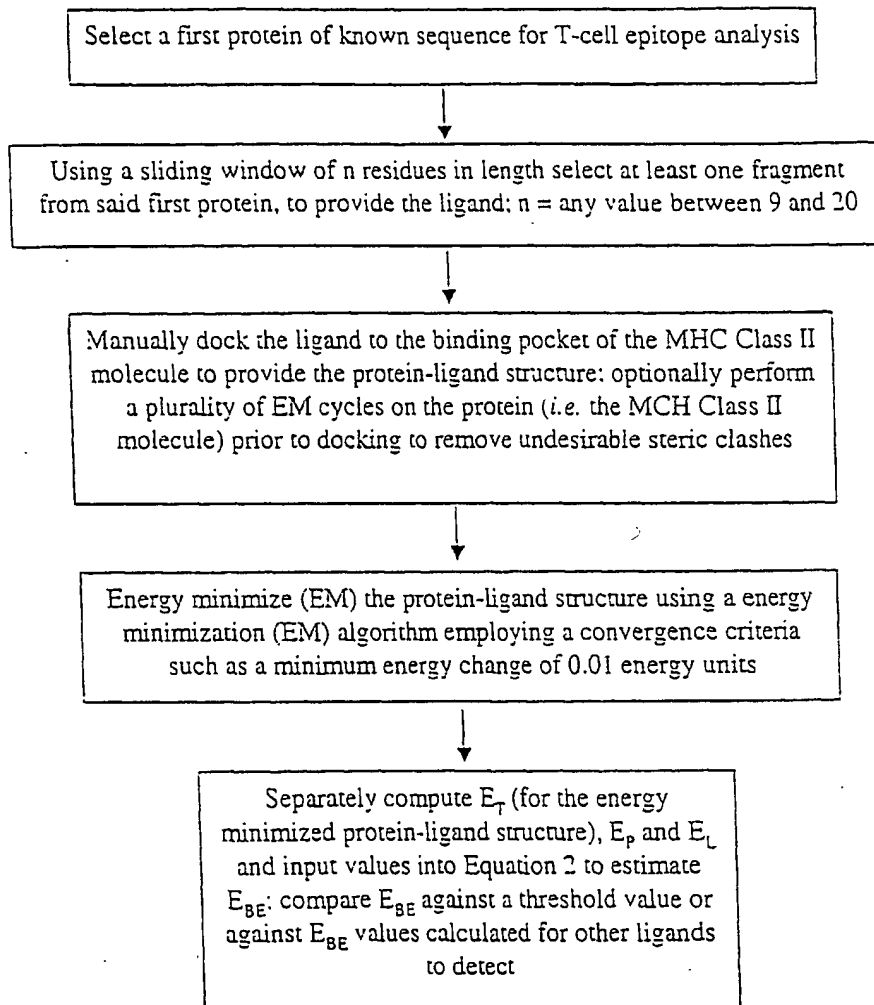 Select a first protein of known sequence for T-cell epitope analysis
Using a sliding window of n residues in length select at least one fragment
from said first protein, to provide the ligand; n = any value between 9 and 20
Manually dock the ligand to the binding pocket of the MHC Class II
molecule to provide the protein-ligand structure; optionally perform
a plurality of EM cycles on the protein (i.e. the MCH Class II
molecule) prior to docking to remove undesirable steric clashes
Energy minimize (EM) the protein-ligand structure using a energy
minimization (EM) algorithm employing a convergence criteria
such as a minimum energy change of 0.01 energy units
Separately compute E_T (for the energy
minimized protein-ligand structure), E_P and E_L
and input values into Equation 2 to estimate
E_BE; compare E_BE against a threshold value or
against E_BE values calculated for other ligands
to detect